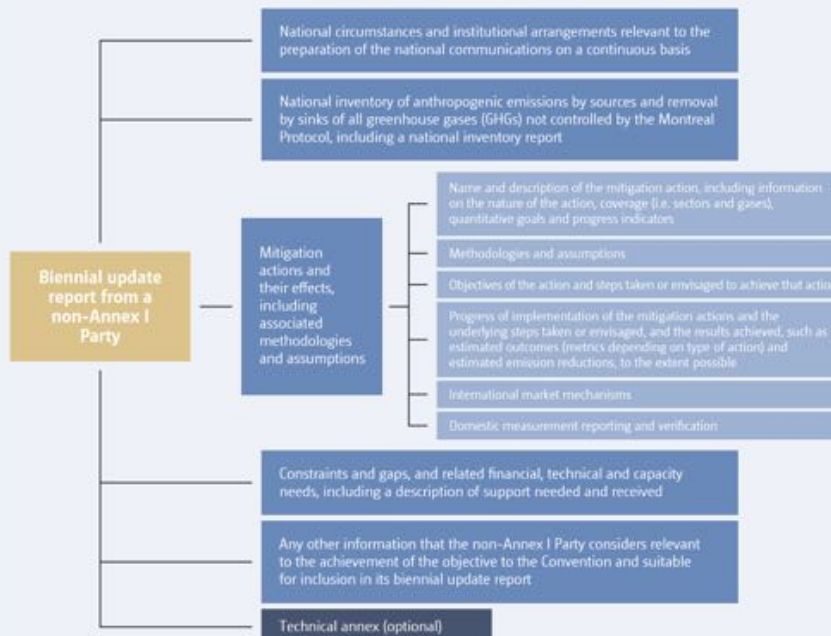 National circumstances and institutional arrangements relevant to the
preparation of the national communications on a continuous basis
National inventory of anthropogenic emissions by sources and removal
by sinks of all greenhouse gases (GHGs) not controlled by the Montreal
Protocol, including a national inventory report
Biennial update
report from a
non-Annex I
Party
Mitigation
actions and
their effects,
including
associated
methodologies
and assumptions
Name and description of the mitigation action, including information
on the nature of the action, coverage (i.e. sectors and gases),
quantitative goals and progress indicators
Methodologies and assumptions
Objectives of the action and steps taken or envisaged to achieve that action
Progress of implementation of the mitigation actions and the
underlying steps taken or envisaged, and the results achieved, such as
estimated outcomes (metrics depending on type of action) and
estimated emission reductions, to the extent possible
International market mechanisms
Domestic measurement reporting and verification
Constraints and gaps, and related financial, technical and capacity
needs, including a description of support needed and received
Any other information that the non-Annex I Party considers relevant
to the achievement of the objective to the Convention and suitable
for inclusion in its biennial update report
Technical annex (optional)